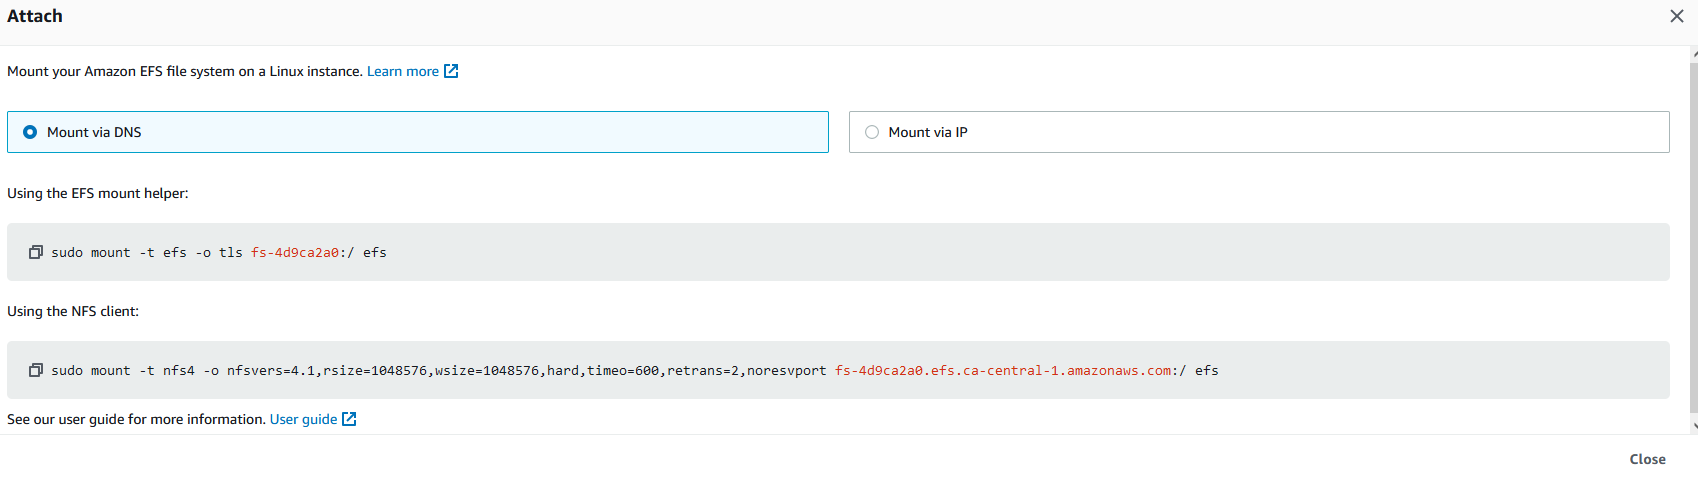 Attach
Mount your Amazon EFS file system on a Linux instance. Learn more
Mount via DNS
Mount via IP
Using the EFS mount helper:
sudo mount -t efs -o tls fs-4d9ca2a0:/ efs
Using the NFS client:
sudo mount -t nfs4 -o nfsvers=4.1,rsize=1048576,wsize=1048576,hard,timeo=600,retrans=2,noresvport fs-4d9ca2a0.efs.ca-central-1.amazonaws.com:/ efs
See our user guide for more information. User guide
Close